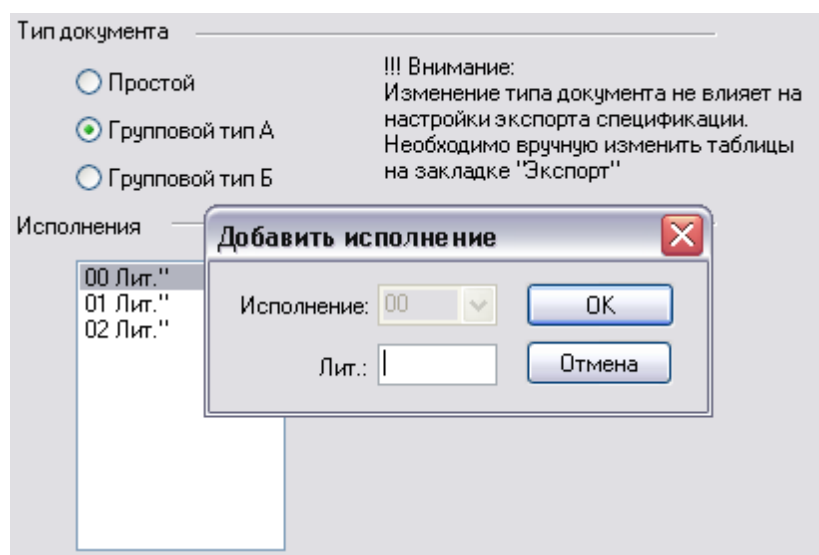 Тип документа
Простой
Групповой тип А
Групповой тип Б
!!! Внимание:
Изменение типа документа не влияет на
настройки экспорта спецификации.
Необходимо вручную изменить таблицы
на закладке "Экспорт"
Исполнения
00 Лит."
01 Лит."
02 Лит."
Добавить исполнение
Исполнение: 00
OK
Лит.:
Отмена